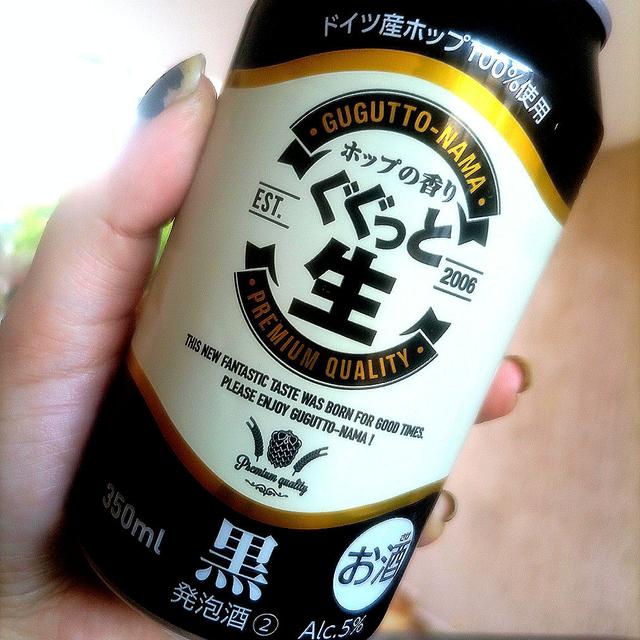 ドイツ産ホップ100%使用
GUGUTTO-NAMA
ホップの香り
ぐぐっと
EST.
2006
生
PREMIUM QUALITY
THIS NEW FANTASTIC TASTE WAS BORN FOR GOOD TIMES.
PLEASE ENJOY GUGUTTO-NAMA!
Premium quality
350ml
黒
お酒
発泡酒②
Alc.5%